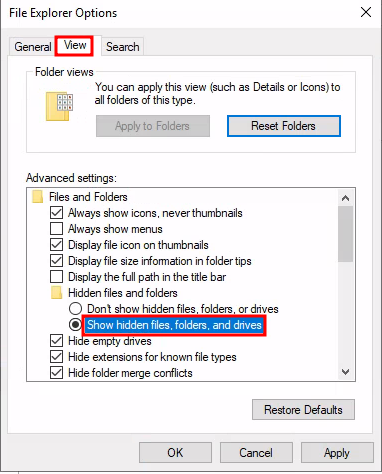 File Explorer Options
General
View
Search
Folder views
You can apply this view (such as Details or Icons) to
all folders of this type.
Apply to Folders
Reset Folders
Advanced settings:
Files and Folders
Always show icons, never thumbnails
Always show menus
Display file icon on thumbnails
Display file size information in folder tips
Display the full path in the title bar
Hidden files and folders
Don't show hidden files, folders, or drives
Show hidden files, folders, and drives
Hide empty drives
Hide extensions for known file types
Hide folder merge conflicts
Restore Defaults
OK
Cancel
Apply